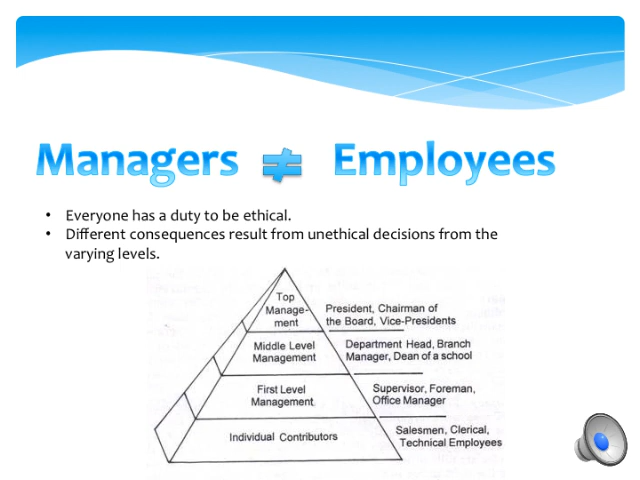 Managers ≠ Employees
• Everyone has a duty to be ethical.
• Different consequences result from unethical decisions from the
varying levels.
Top
Manage-
ment
President, Chairman of
the Board, Vice-Presidents
Middle Level
Management
Department Head, Branch
Manager, Dean of a school
First Level
Management
Supervisor, Foreman,
Office Manager
Individual Contributors
Salesmen, Clerical,
Technical Employees